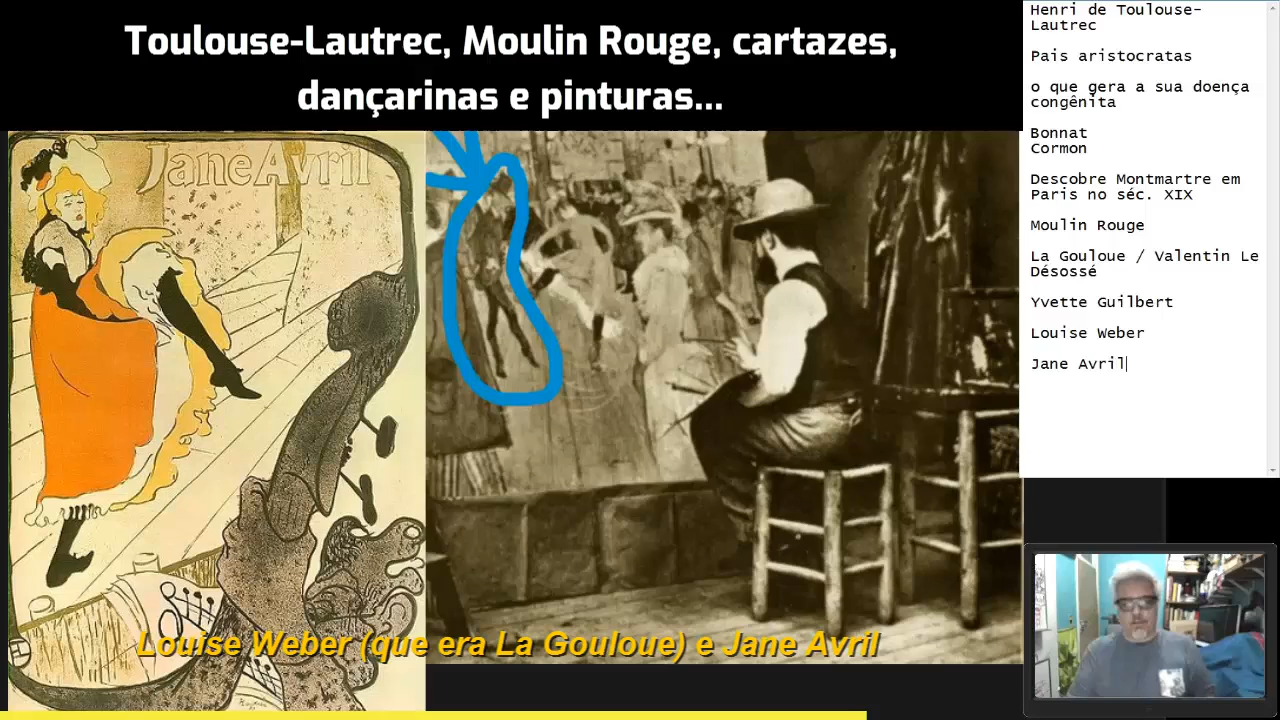 Toulouse-Lautrec, Moulin Rouge, cartazes,
dançarinas e pinturas...
Jane Avril
Louise Weber (que era La Gouloue) e Jane Avril
Henri de Toulouse-
Lautrec
Pais aristocratas
o que gera a sua doença
congênita
Bonnat
Cormon
Descobre Montmartre em
Paris no séc. XIX
Moulin Rouge
La Gouloue / Valentin Le
Désossé
Yvette Guilbert
Louise Weber
Jane Avril